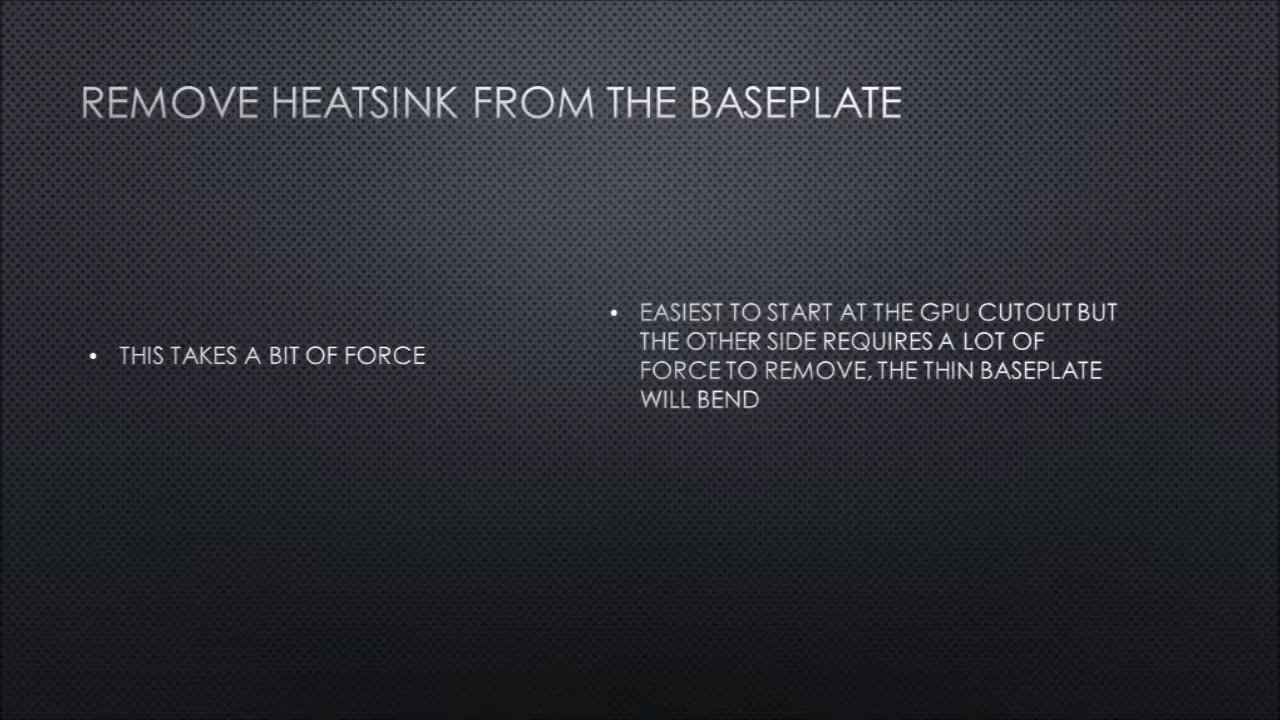 REMOVE HEATSINK FROM THE BASEPLATE
• THIS TAKES A BIT OF FORCE
• EASIEST TO START AT THE GPU CUTOUT BUT
THE OTHER SIDE REQUIRES A LOT OF
FORCE TO REMOVE, THE THIN BASEPLATE
WILL BEND